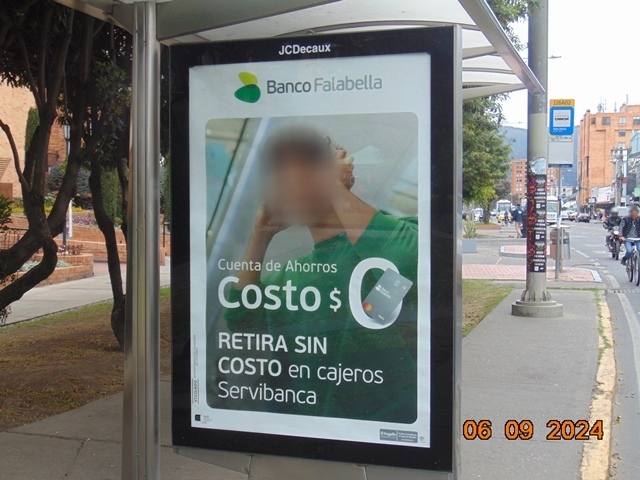 JCDecaux
Banco Falabella
Cuenta de Ahorros
Costo $ 0
RETIRA SIN
COSTO en cajeros
Servibanca
06 09 2024